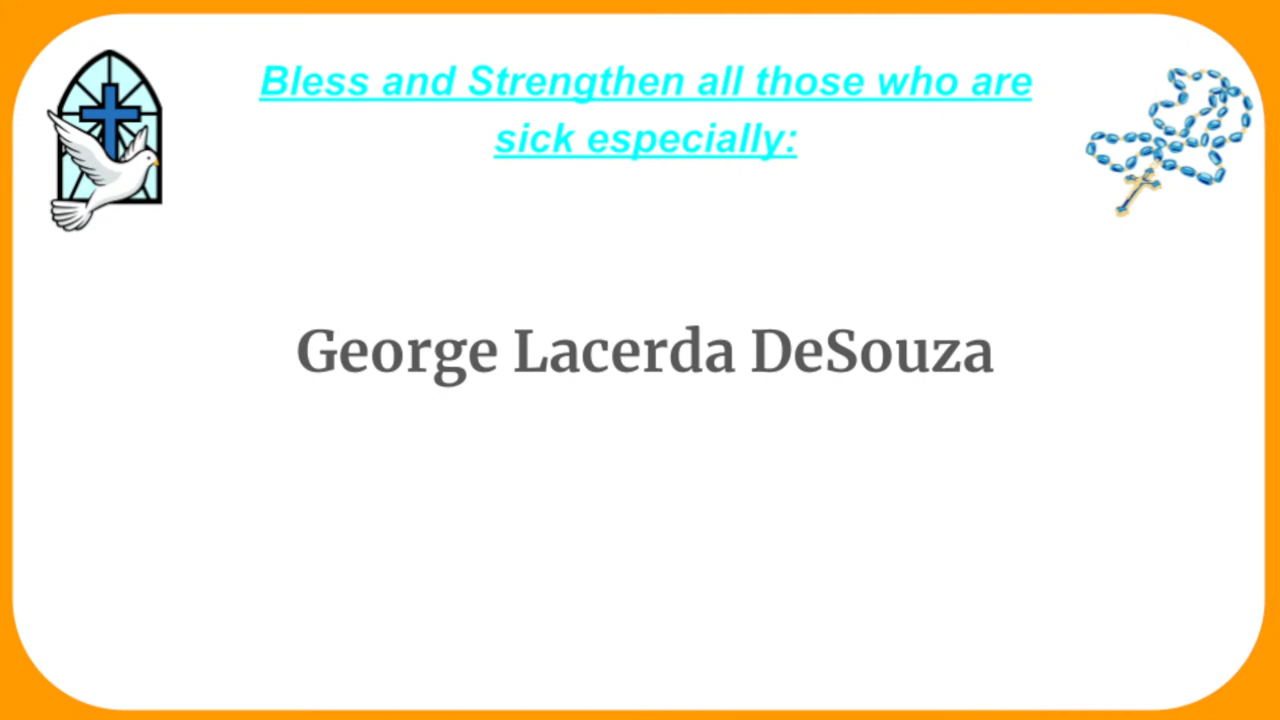 Bless and Strengthen all those who are
sick especially:
George Lacerda DeSouza